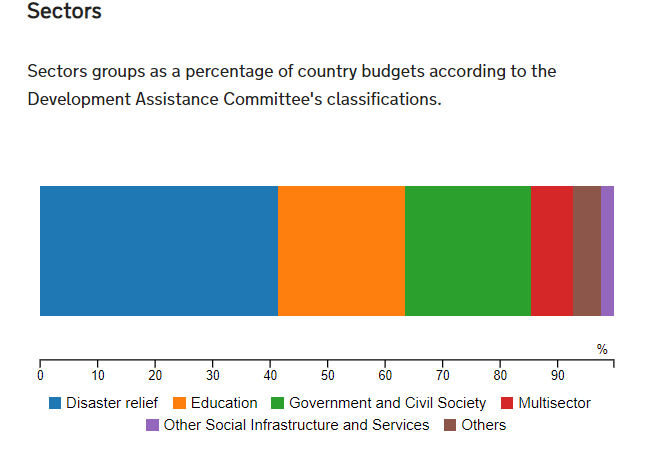 Sectors
Sectors groups as a percentage of country budgets according to the
Development Assistance Committee's classifications.
%
0 10 20 30 40 50 60 70 80 90
Disaster relief Education Government and Civil Society Multisector
Other Social Infrastructure and Services Others